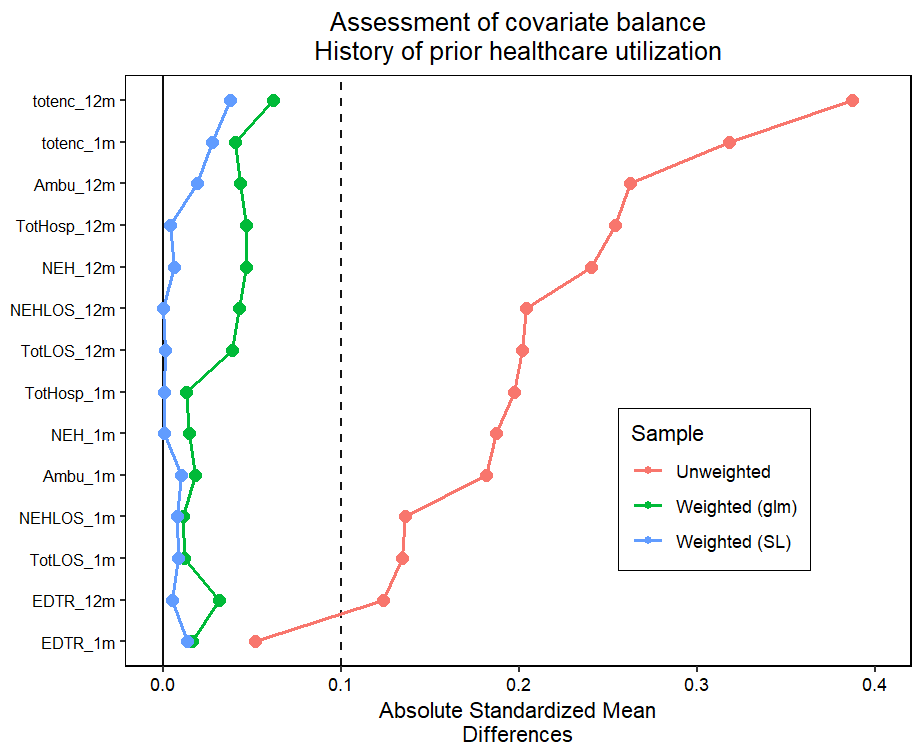 Assessment of covariate balance
History of prior healthcare utilization
totenc_12m
totenc_1m
Ambu_12m
TotHosp_12m
NEH_12m
NEHLOS_12m
TotLOS_12m
TotHosp_1m
NEH_1m
Ambu_1m
NEHLOS_1m
TotLOS_1m
EDTR_12m
EDTR_1m
Sample
Unweighted
Weighted (glm)
Weighted (SL)
0.0 0.1 0.2 0.3 0.4
Absolute Standardized Mean
Differences